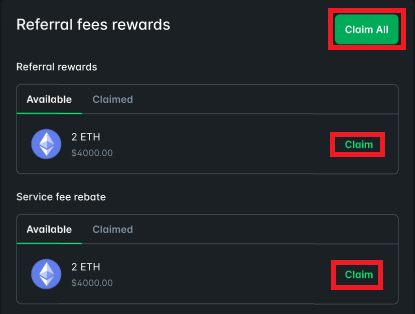 Referral fees rewards
Claim All
Referral rewards
Available Claimed
2 ETH
$4000.00
Claim
Service fee rebate
Available Claimed
2 ETH
$4000.00
Claim